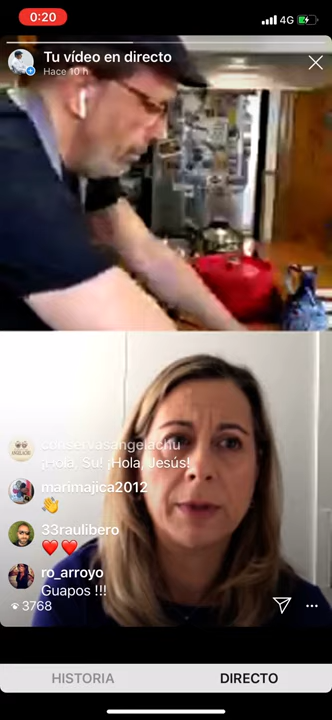 0:20
4G
Tu vídeo en directo
Hace 10 h
conservasangelachu
¡Hola, Su! ¡Hola, Jesús!
marimajica2012
👋
33raulibero
❤️❤️
ro_arroyo
Guapos !!!
3768
HISTORIA
DIRECTO